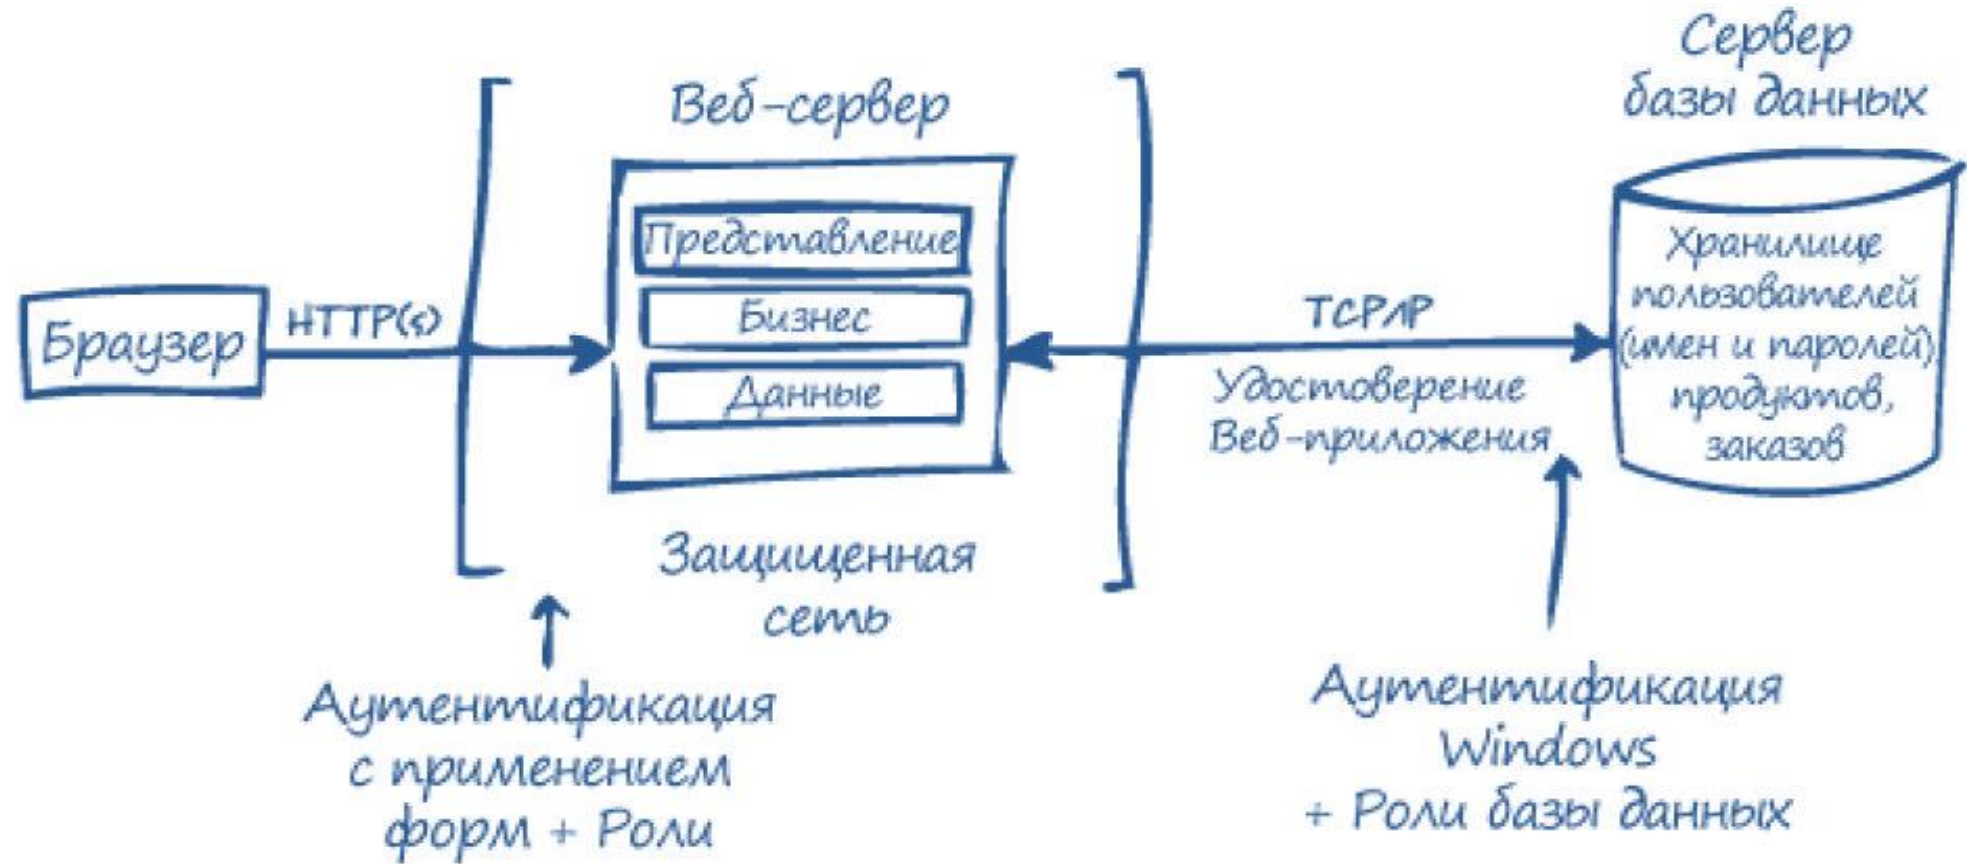 Сервер
базы данных
Веб-сервер
Представление
Бизнес
Данные
Браузер
HTTP(s)
TCP/IP
Удостоверение
Веб-приложения
Хранилище
пользователей
(имен и паролей)
продуктов,
заказов
Защищенная
сеть
Аутентификация
с применением
форм + Роли
Аутентификация
Windows
+ Роли базы данных